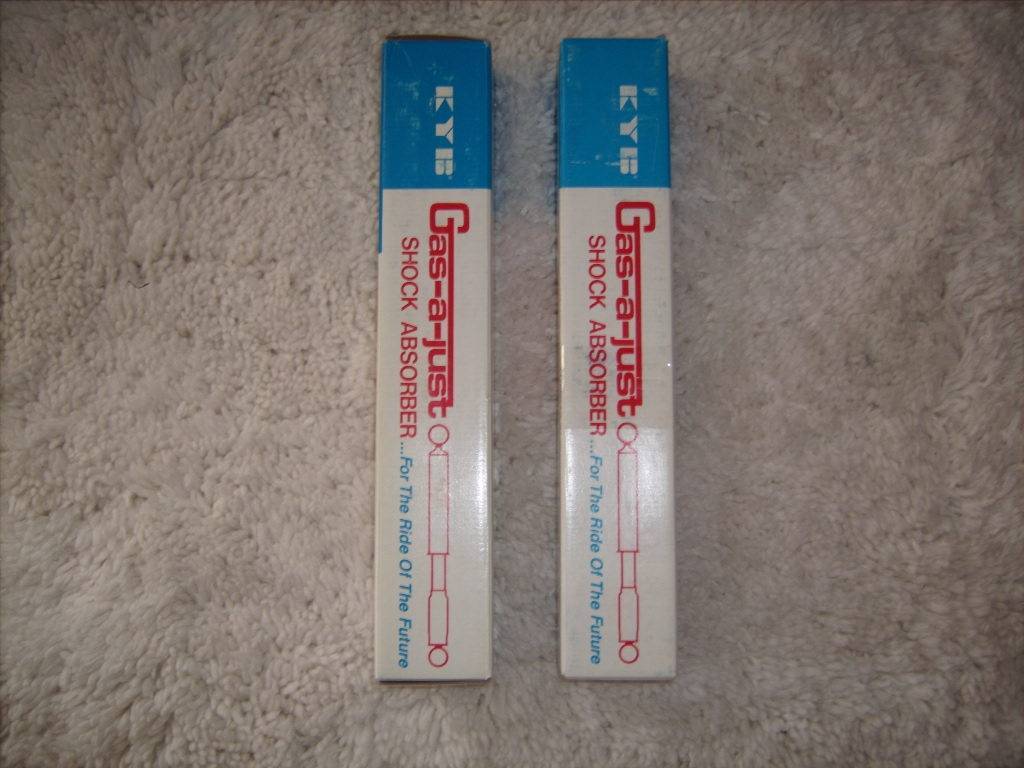 KYB
Gas-a-just
SHOCK ABSORBER....For The Ride Of The Future
KYB
Gas-a-just
SHOCK ABSORBER....For The Ride Of The Future